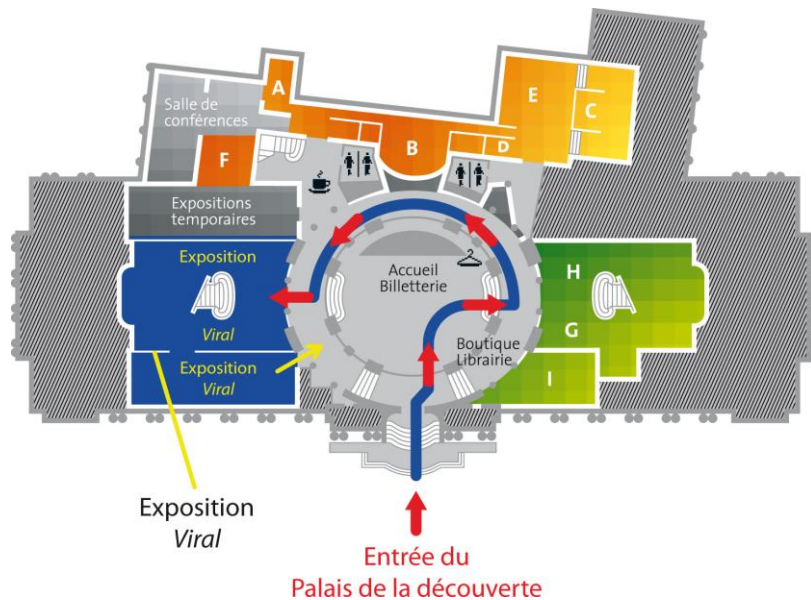 A
Salle de
conférences
E
C
B
D
F
Expositions
temporaires
Exposition
Viral
Accueil
Billetterie
H
G
Boutique
Librairie
Exposition
Viral
I
Exposition
Viral
Entrée du
Palais de la découverte